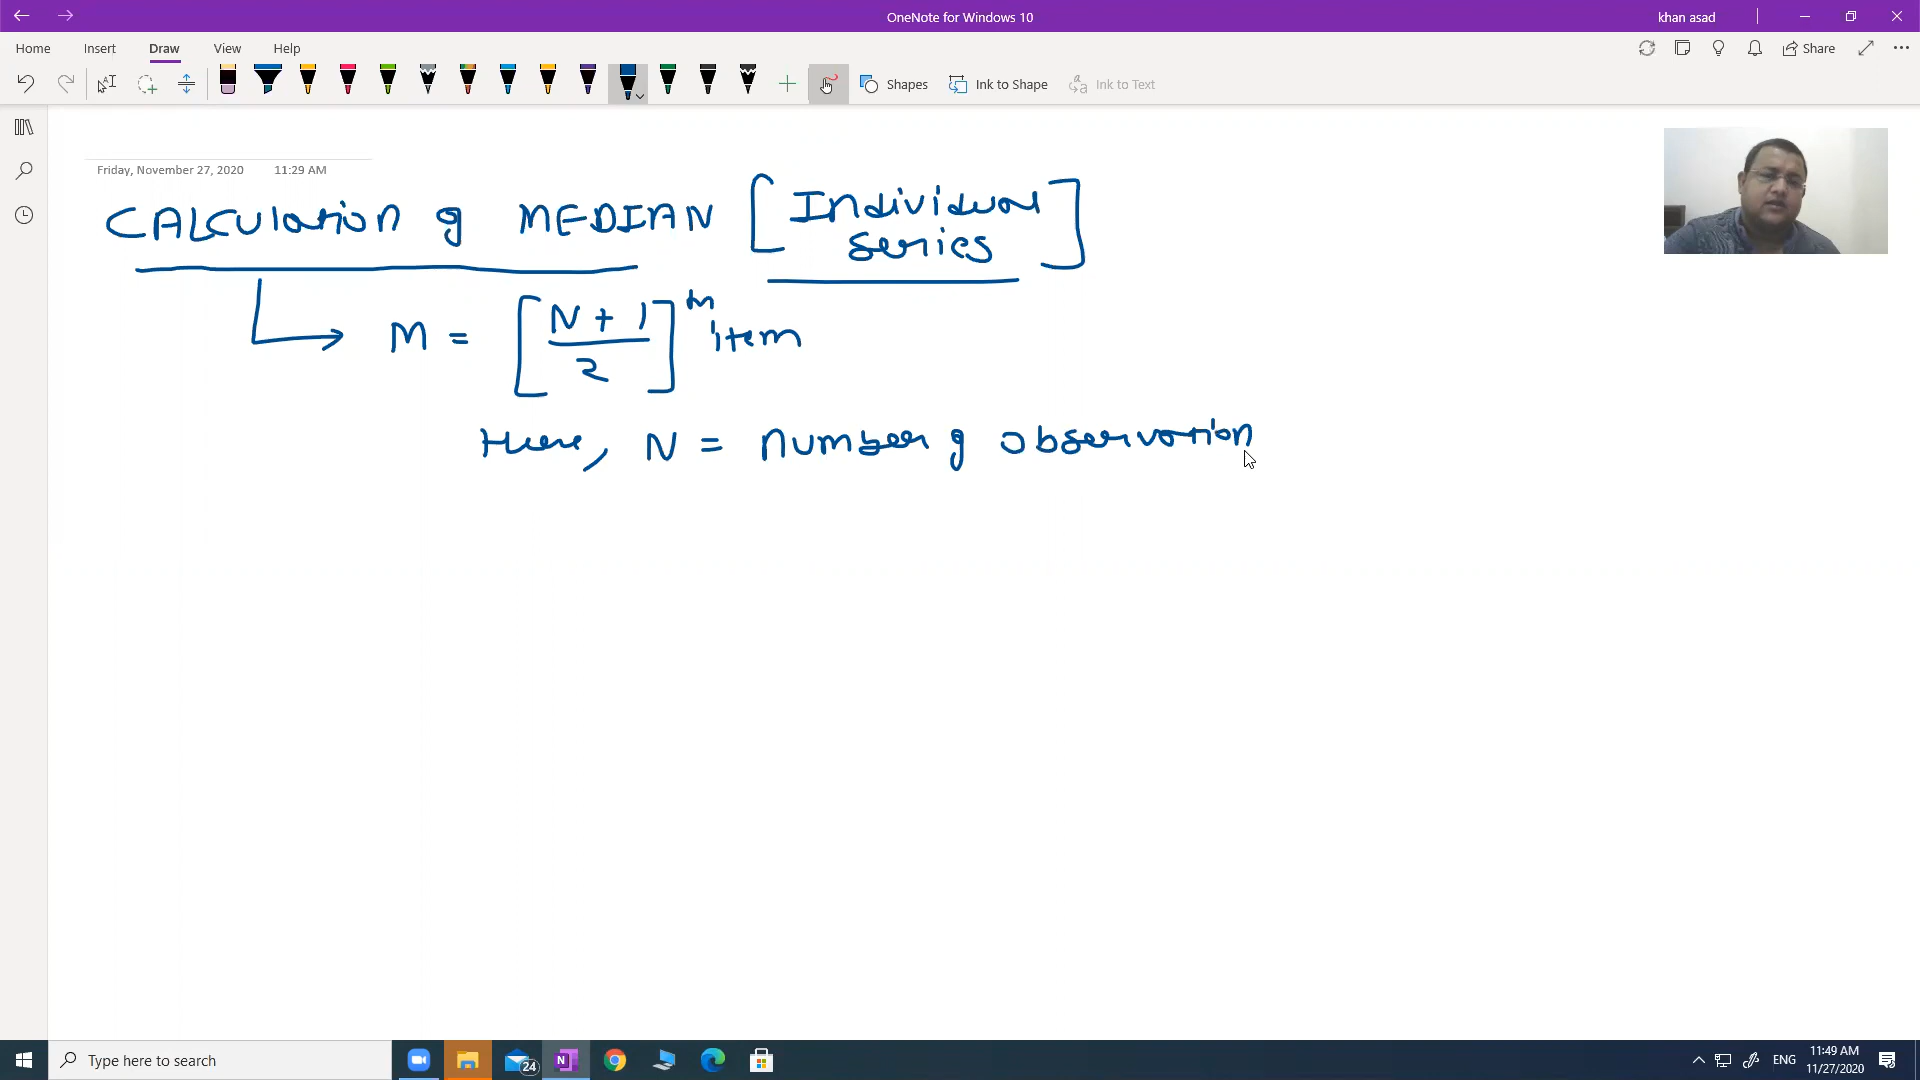 OneNote for Windows 10
khan asad
Home Insert Draw View Help
Share
Shapes Ink to Shape Ink to Text
Friday, November 27, 2020 11:29 AM
CALCulation of MEDIAN [Individual series]
M = [N + 1 / 2]th item
Here, N = number of observation
Type here to search
24
N
ENG
11:49 AM
11/27/2020